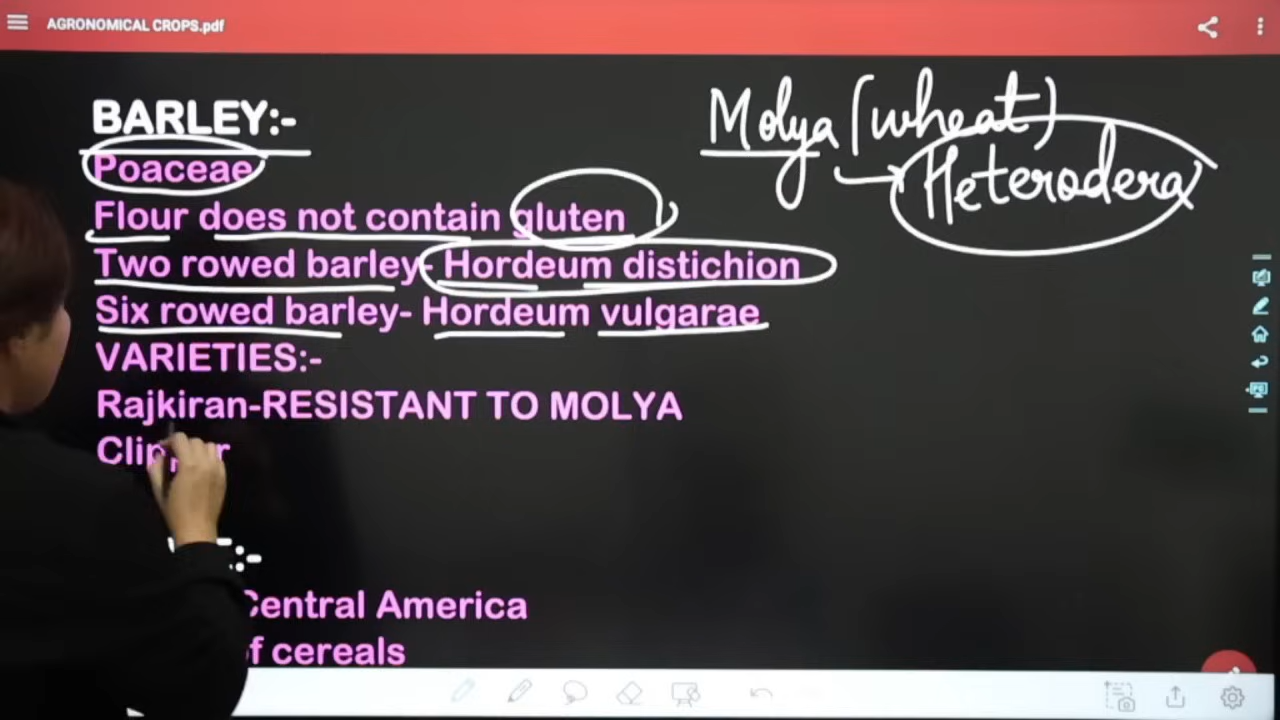 AGRONOMICAL CROPS.pdf
BARLEY:-
Molya (wheat)
Poaceae
Heterodera
Flour does not contain gluten
Two rowed barley- Hordeum distichion
Six rowed barley- Hordeum vulgarae
VARIETIES:-
Rajkiran-RESISTANT TO MOLYA
:-
Central America
of cereals